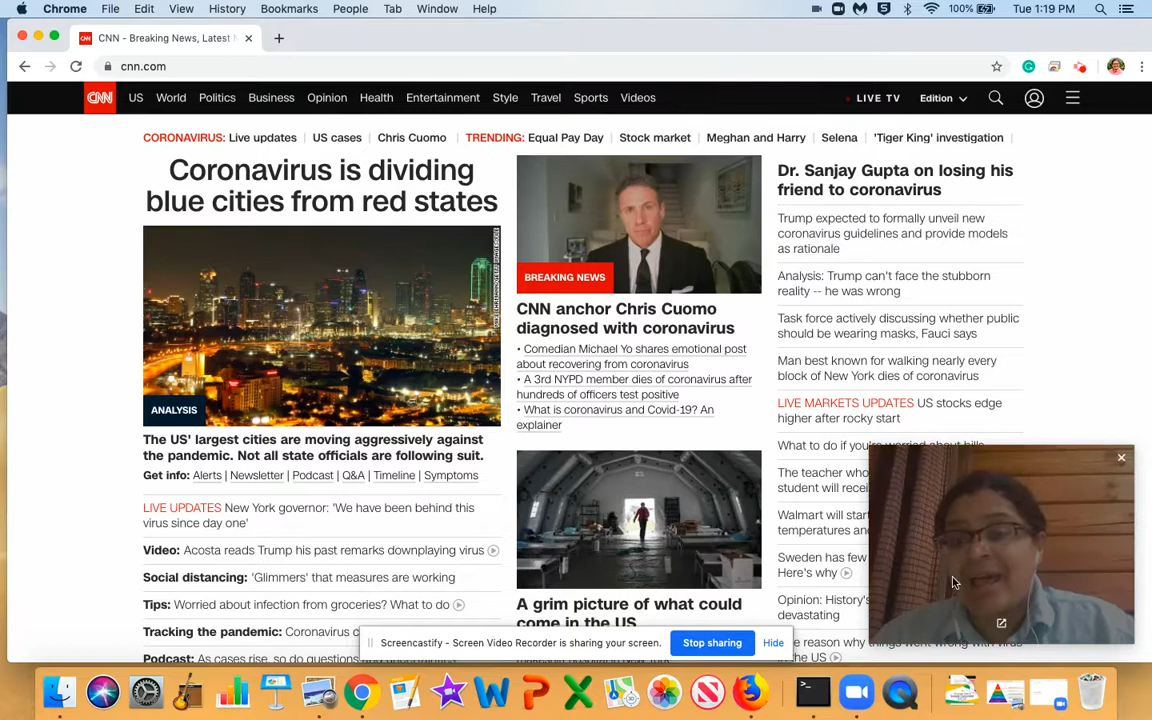 Chrome File Edit View History Bookmarks People Tab Window Help 100% Tue 1:19 PM
CNN - Breaking News, Latest
cnn.com
CNN US World Politics Business Opinion Health Entertainment Style Travel Sports Videos LIVE TV Edition
CORONAVIRUS: Live updates US cases Chris Cuomo TRENDING: Equal Pay Day Stock market Meghan and Harry Selena 'Tiger King' investigation
Coronavirus is dividing
blue cities from red states
ANALYSIS
The US' largest cities are moving aggressively against
the pandemic. Not all state officials are following suit.
Get info: Alerts | Newsletter | Podcast | Q&A | Timeline | Symptoms
LIVE UPDATES New York governor: 'We have been behind this
virus since day one'
Video: Acosta reads Trump his past remarks downplaying virus
Social distancing: 'Glimmers' that measures are working
Tips: Worried about infection from groceries? What to do
Tracking the pandemic: Coronavirus
Podcast: As cases rise, so do questions
BREAKING NEWS
CNN anchor Chris Cuomo
diagnosed with coronavirus
• Comedian Michael Yo shares emotional post
about recovering from coronavirus
• A 3rd NYPD member dies of coronavirus after
hundreds of officers test positive
• What is coronavirus and Covid-19? An
explainer
A grim picture of what could
come in the US
Dr. Sanjay Gupta on losing his
friend to coronavirus
Trump expected to formally unveil new
coronavirus guidelines and provide models
as rationale
Analysis: Trump can't face the stubborn
reality -- he was wrong
Task force actively discussing whether public
should be wearing masks, Fauci says
Man best known for walking nearly every
block of New York dies of coronavirus
LIVE MARKETS UPDATES US stocks edge
higher after rocky start
What to do if you're worried about bills
The teacher who
student will recei
Walmart will star
temperatures and
Sweden has few
Here's why
Opinion: History's
devastating
the US
Screencastify - Screen Video Recorder is sharing your screen. Stop sharing Hide